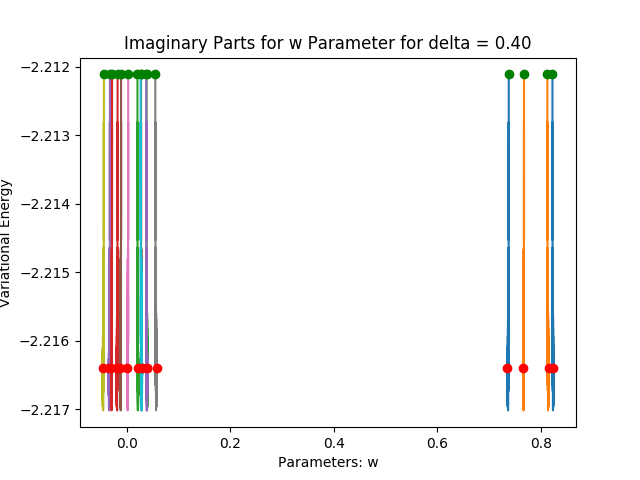 Imaginary Parts for w Parameter for delta = 0.40
−2.212
−2.213
−2.214
−2.215
−2.216
−2.217
Variational Energy
0.0 0.2 0.4 0.6 0.8
Parameters: w